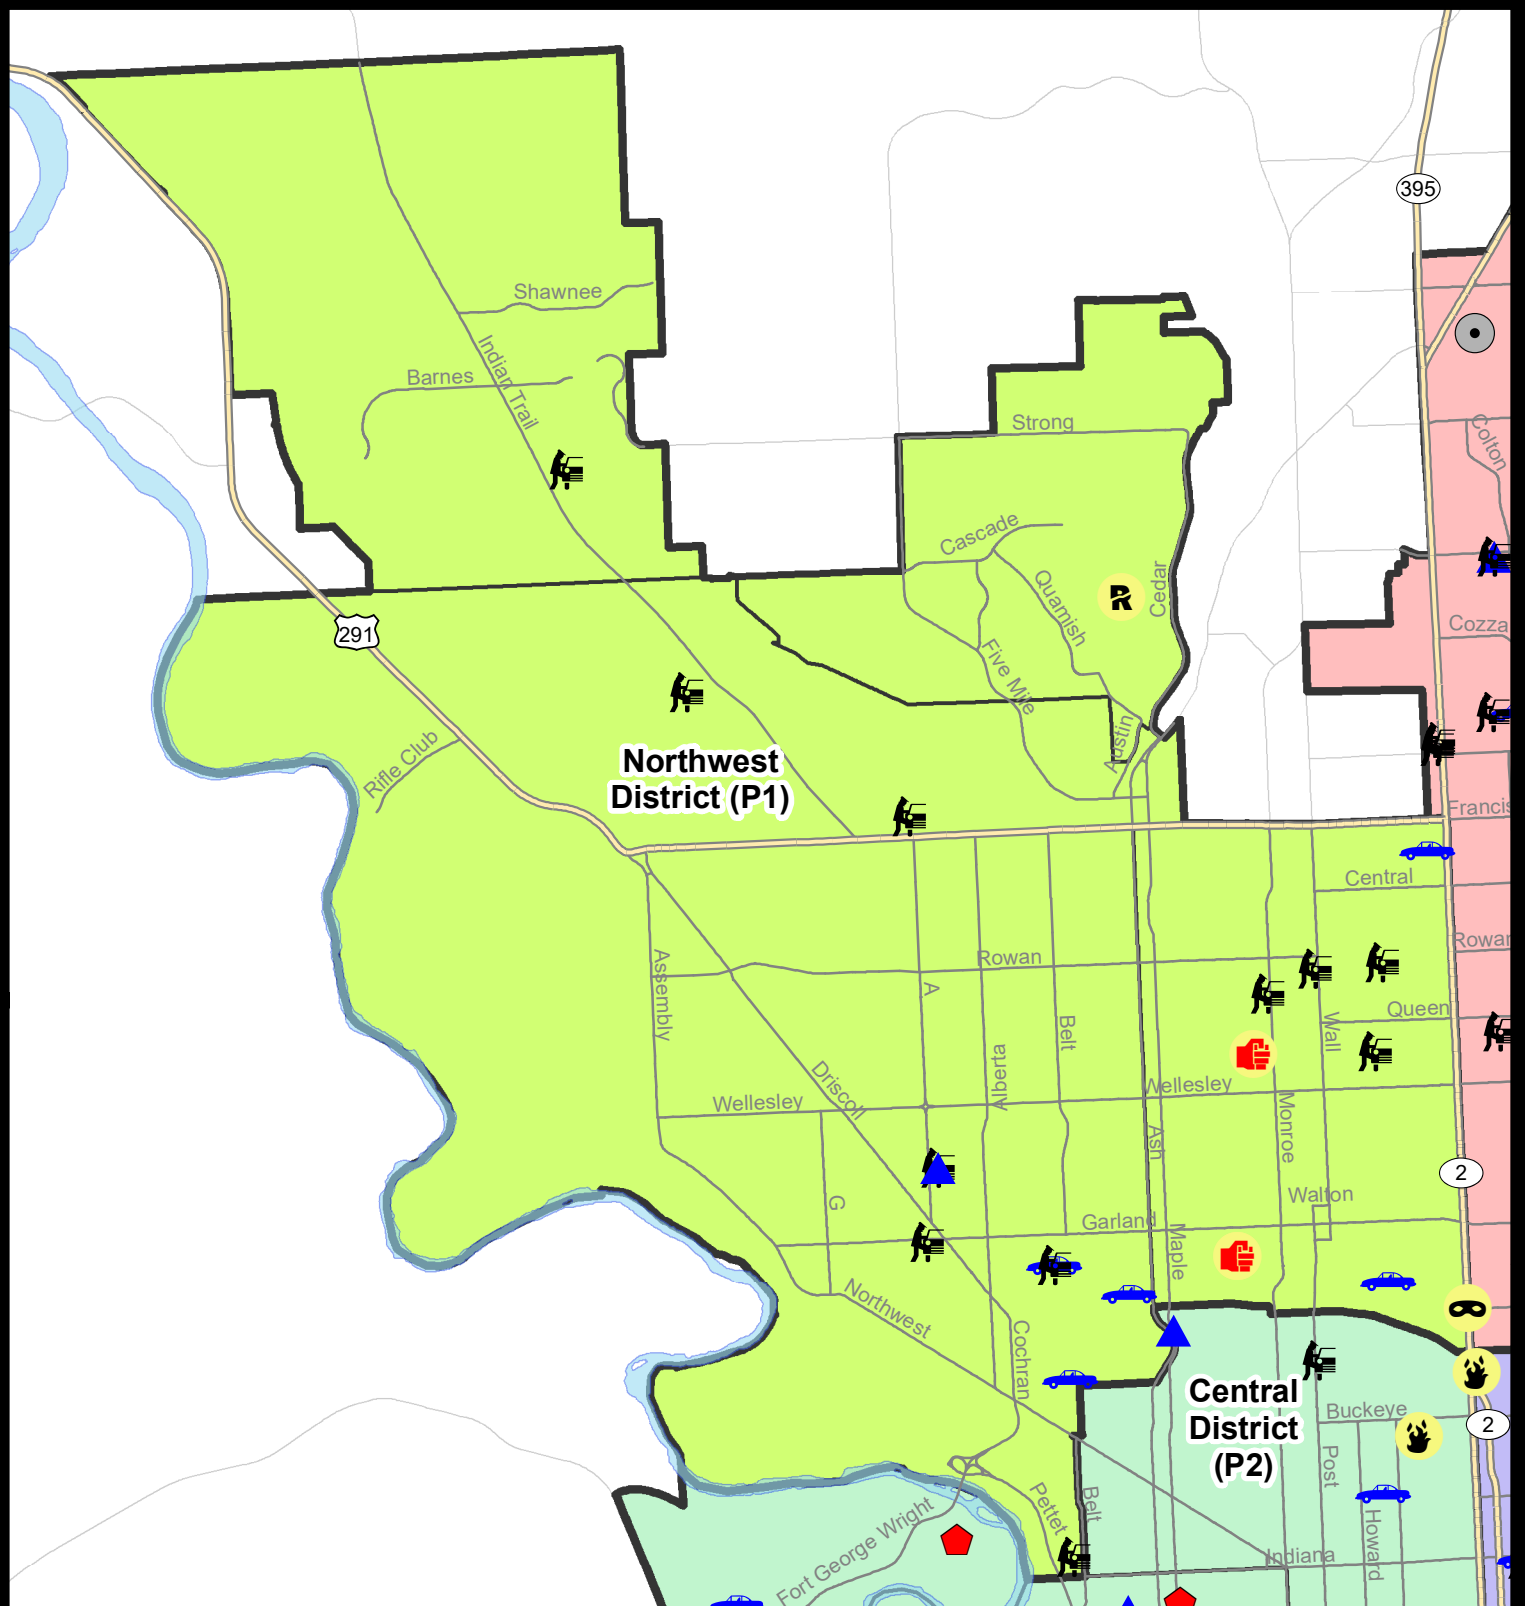 395
Shawnee
Indian Trail
Barnes
Strong
Colton
Cascade
Quamish
Cedar
R
291
Five Mile
Cozza
Austin
Rifle Club
Northwest
District (P1)
Francis
Central
Rowan
Rowan
Assembly
A
Belt
Queen
Wall
Alberta
Driscoll
Wellesley
Wellesley
Ash
Monroe
2
G
Walton
Garland
Maple
Northwest
Cochran
Central
District
(P2)
Buckeye
2
Post
Pettet
Belt
Howard
Fort George Wright
Indiana